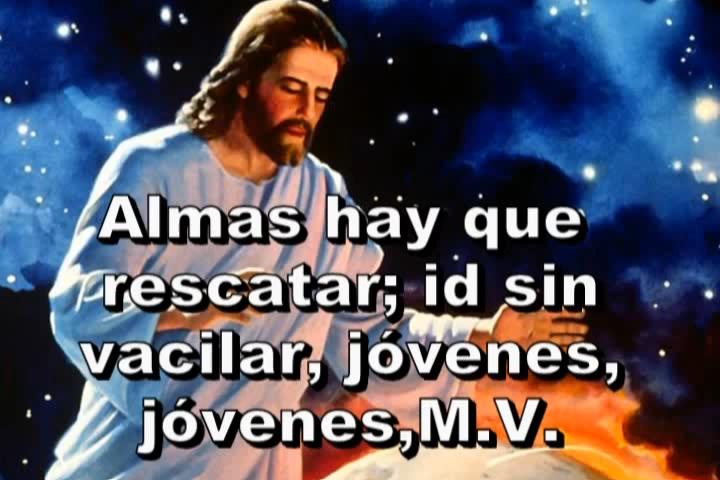 Almas hay que
rescatar; id sin
vacilar, jóvenes,
jóvenes,M.V.